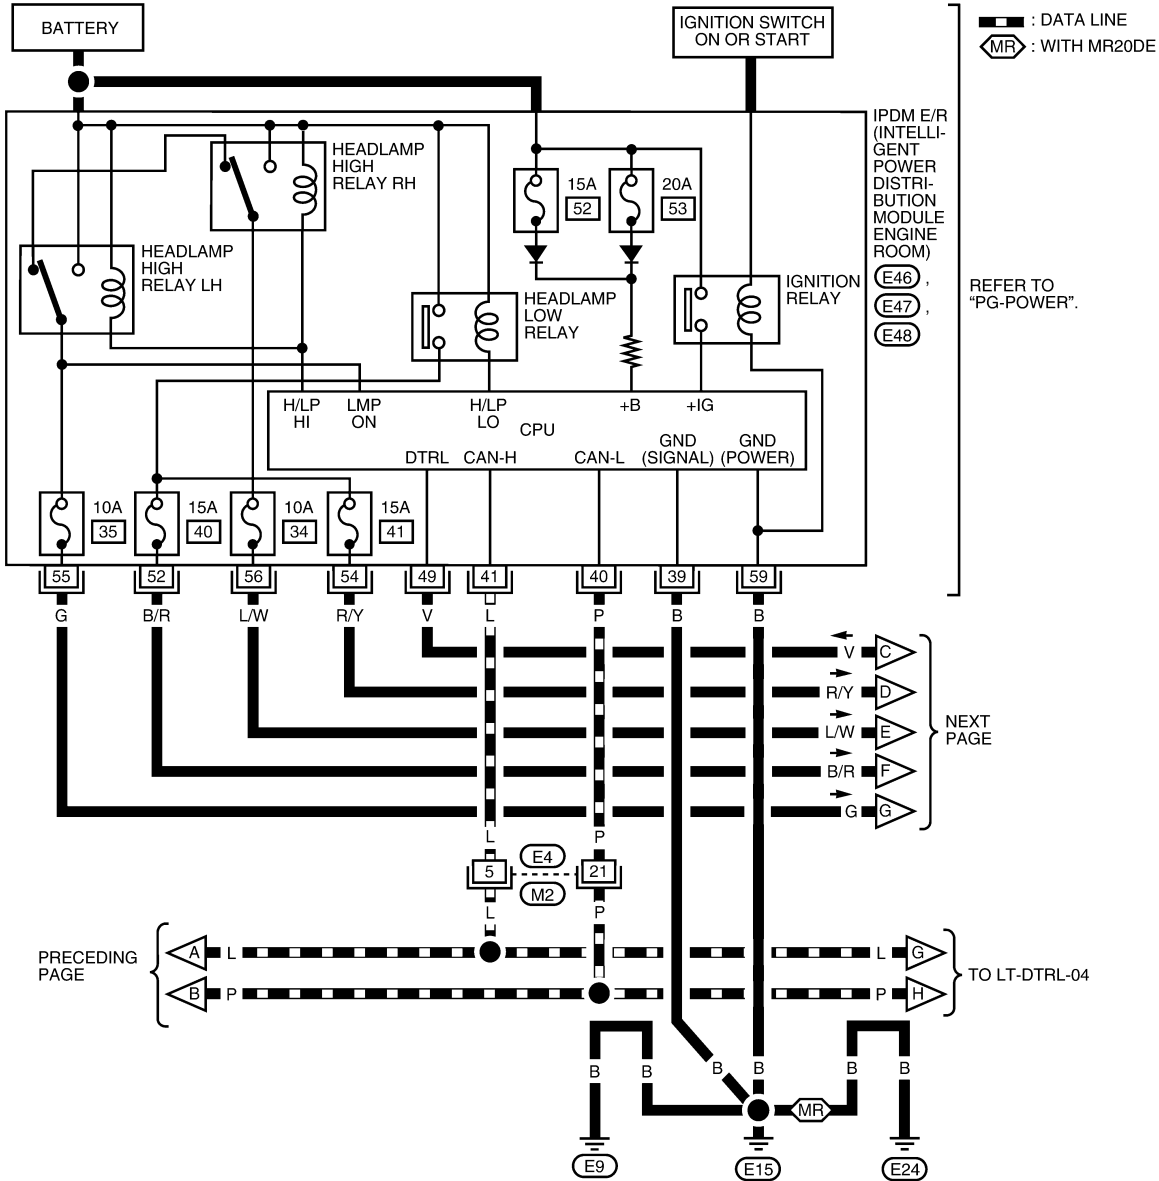 BATTERY
IGNITION SWITCH
ON OR START
: DATA LINE
MR : WITH MR20DE
IPDM E/R
(INTELLI-
GENT
POWER
DISTRI-
BUTION
MODULE
ENGINE
ROOM)
E46 ,
E47 ,
E48
REFER TO
“PG-POWER”.
HEADLAMP
HIGH
RELAY RH
15A
52
20A
53
HEADLAMP
HIGH
RELAY LH
HEADLAMP
LOW
RELAY
IGNITION
RELAY
H/LP
HI
LMP
ON
H/LP
LO
+B
+IG
CPU
DTRL
CAN-H
CAN-L
GND
(SIGNAL)
GND
(POWER)
10A
35
15A
40
10A
34
15A
41
55
52
56
54
49
41
40
39
59
G
B/R
L/W
R/Y
V
L
P
B
B
V
C
R/Y
D
L/W
E
B/R
F
G
G
NEXT
PAGE
L
P
5
E4
M2
21
L
P
PRECEDING
PAGE
A
L
L
G
B
P
P
H
TO LT-DTRL-04
B
B
B
B
B
B
MR
E9
E15
E24